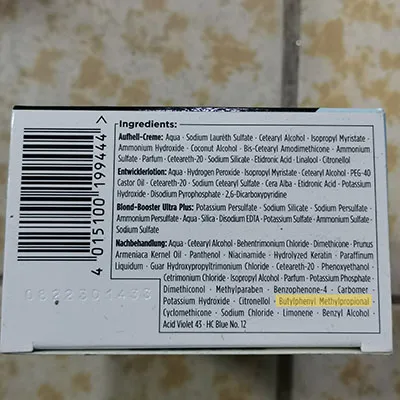 Ingredients:
Aufhell-Creme: Aqua · Sodium Laureth Sulfate · Cetearyl Alcohol · Isopropyl Myristate ·
Ammonium Hydroxide · Coconut Alcohol · Bis-Cetearyl Amodimethicone · Ammonium
Sulfate · Parfum · Ceteareth-20 · Sodium Silicate · Etidronic Acid · Linalool · Citronellol
Entwicklerlotion: Aqua · Hydrogen Peroxide · Isopropyl Myristate · Cetearyl Alcohol · PEG-40
Castor Oil · Ceteareth-20 · Sodium Cetearyl Sulfate · Cera Alba · Etidronic Acid · Potassium
Hydroxide · Disodium Pyrophosphate · 2,6-Dicarboxypyridine
Blond-Booster Ultra Plus: Potassium Persulfate · Sodium Silicate · Sodium Persulfate ·
Ammonium Persulfate · Aqua · Silica · Disodium EDTA · Potassium Sulfate · Ammonium Sulfate ·
Sodium Sulfate
Nachbehandlung: Aqua · Cetearyl Alcohol · Behentrimonium Chloride · Dimethicone · Prunus
Armeniaca Kernel Oil · Panthenol · Niacinamide · Hydrolyzed Keratin · Paraffinum
Liquidum · Guar Hydroxypropyltrimonium Chloride · Ceteareth-20 · Phenoxyethanol ·
Cetrimonium Chloride · Isopropyl Alcohol · Parfum · Potassium Phosphate ·
Dimethiconol · Methylparaben · Benzophenone-4 · Carbomer ·
Potassium Hydroxide · Citronellol · Butylphenyl Methylpropional ·
Cyclomethicone · Sodium Chloride · Limonene · Benzyl Alcohol ·
Acid Violet 43 · HC Blue No. 12
4 015100 199444